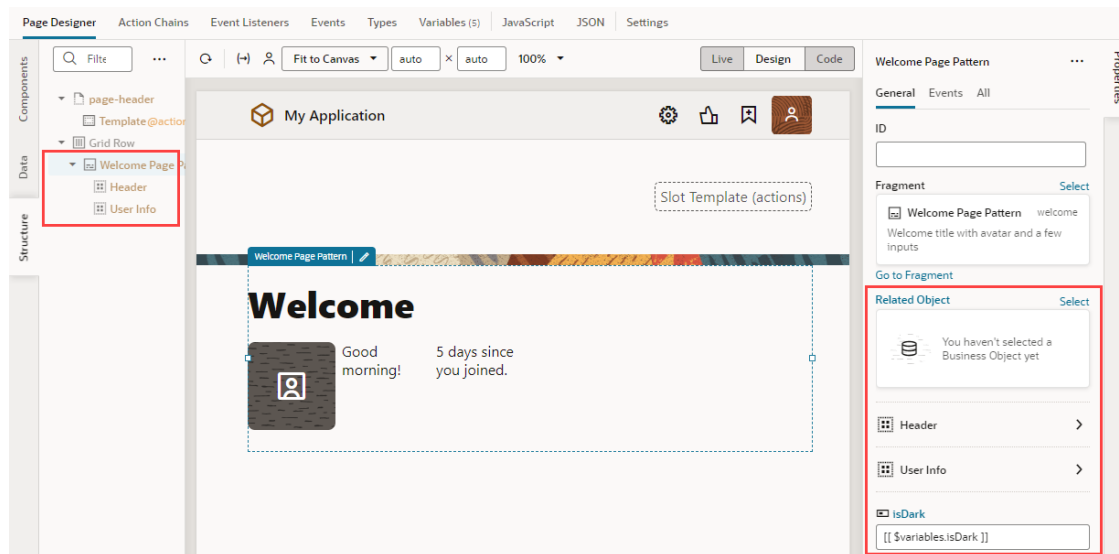 Page Designer Action Chains Event Listeners Events Types Variables (5) JavaScript JSON Settings
Components
Data
Structure
Filte
page-header
Template @action
Grid Row
Welcome Page Pa
Header
User Info
Fit to Canvas auto × auto 100%
Live Design Code
My Application
Slot Template (actions)
Welcome Page Pattern
Welcome
Good
morning!
5 days since
you joined.
Welcome Page Pattern
General Events All
ID
Fragment Select
Welcome Page Pattern welcome
Welcome title with avatar and a few
inputs
Go to Fragment
Related Object Select
You haven't selected a
Business Object yet
Header
User Info
isDark
[[ $variables.isDark ]]
Properties